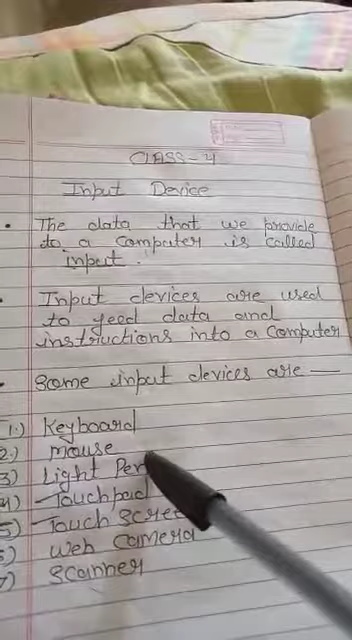 CLASS-4
Input Device
• The data that we provide
to a computer is called
input.
• Input devices are used
to feed data and
instructions into a computer
• Some input devices are —
1.) Keyboard
2.) Mouse
3) Light Pen
4) Touchpad
5) Touch Scree
6) Web camera
7) Scanner